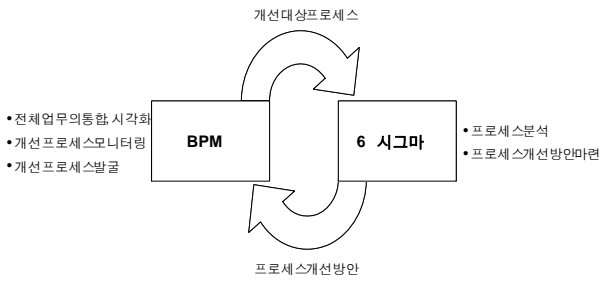 개선대상프로세스
• 전체업무의통합, 시각화
• 개선프로세스모니터링
• 개선프로세스발굴
BPM
6 시그마
• 프로세스분석
• 프로세스개선방안마련
프로세스개선방안